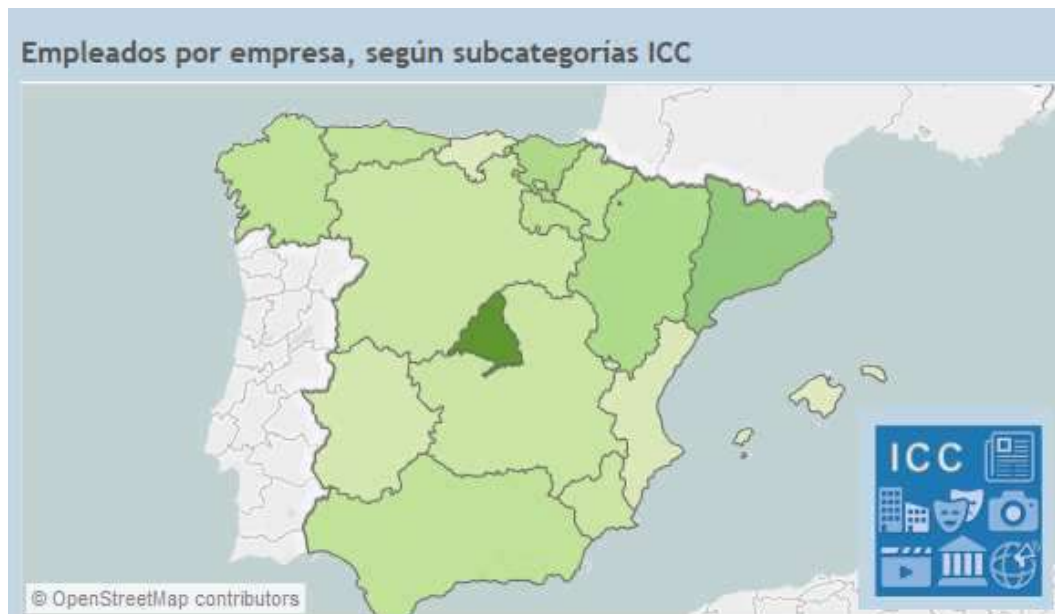 Empleados por empresa, según subcategorías ICC
ICC
© OpenStreetMap contributors